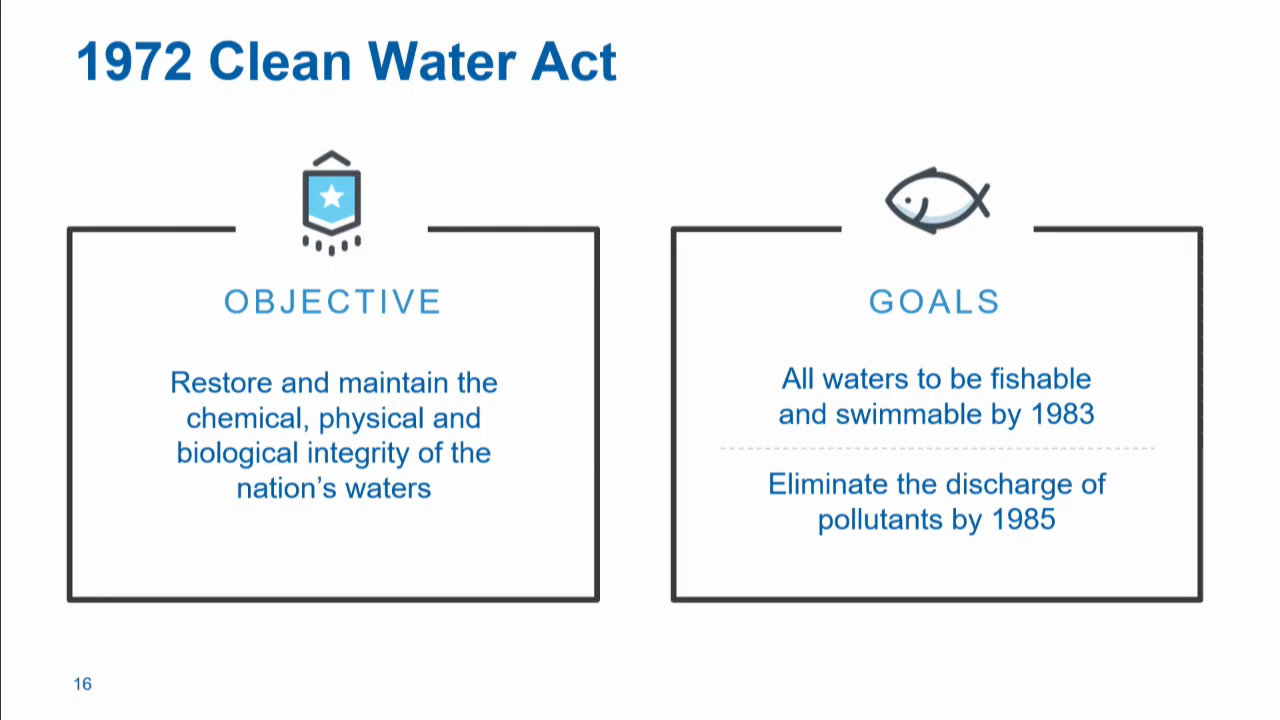 1972 Clean Water Act
OBJECTIVE
Restore and maintain the
chemical, physical and
biological integrity of the
nation’s waters
GOALS
All waters to be fishable
and swimmable by 1983
Eliminate the discharge of
pollutants by 1985
16